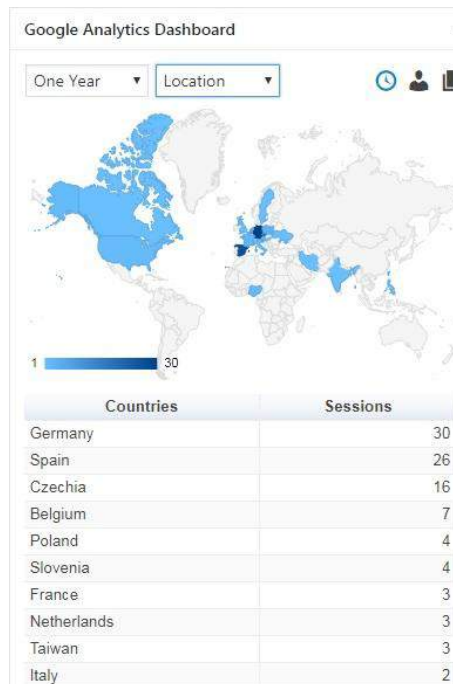 Google Analytics Dashboard
One Year
Location
1
30
Countries Sessions
Germany 30
Spain 26
Czechia 16
Belgium 7
Poland 4
Slovenia 4
France 3
Netherlands 3
Taiwan 3
Italy 2